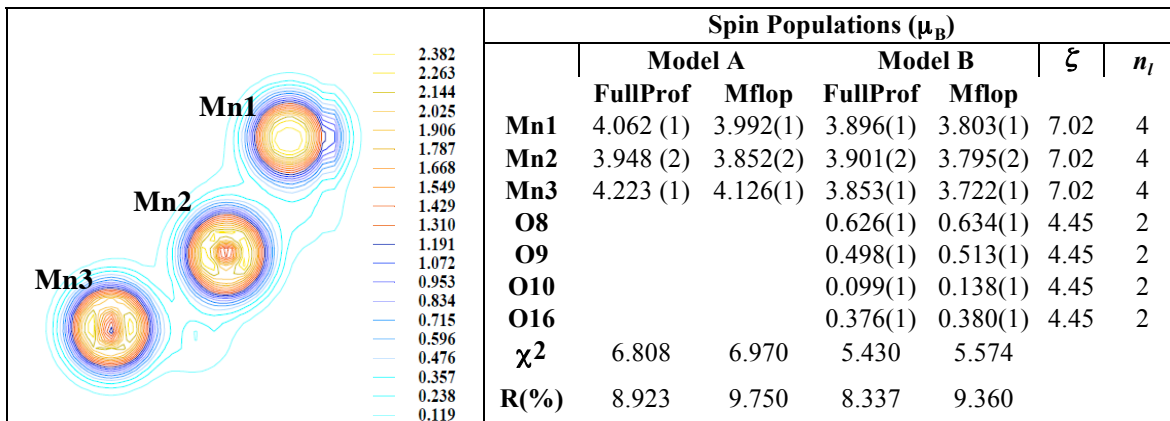 Mn1
Mn2
Mn3
2.382
2.263
2.144
2.025
1.906
1.787
1.668
1.549
1.429
1.310
1.191
1.072
0.953
0.834
0.715
0.596
0.476
0.357
0.238
0.119
Spin Populations (μB)
Model A Model B ζ nl
FullProf Mflop FullProf Mflop
Mn1 4.062 (1) 3.992(1) 3.896(1) 3.803(1) 7.02 4
Mn2 3.948 (2) 3.852(2) 3.901(2) 3.795(2) 7.02 4
Mn3 4.223 (1) 4.126(1) 3.853(1) 3.722(1) 7.02 4
O8 0.626(1) 0.634(1) 4.45 2
O9 0.498(1) 0.513(1) 4.45 2
O10 0.099(1) 0.138(1) 4.45 2
O16 0.376(1) 0.380(1) 4.45 2
χ2 6.808 6.970 5.430 5.574
R(% 8.923 9.750 8.337 9.360